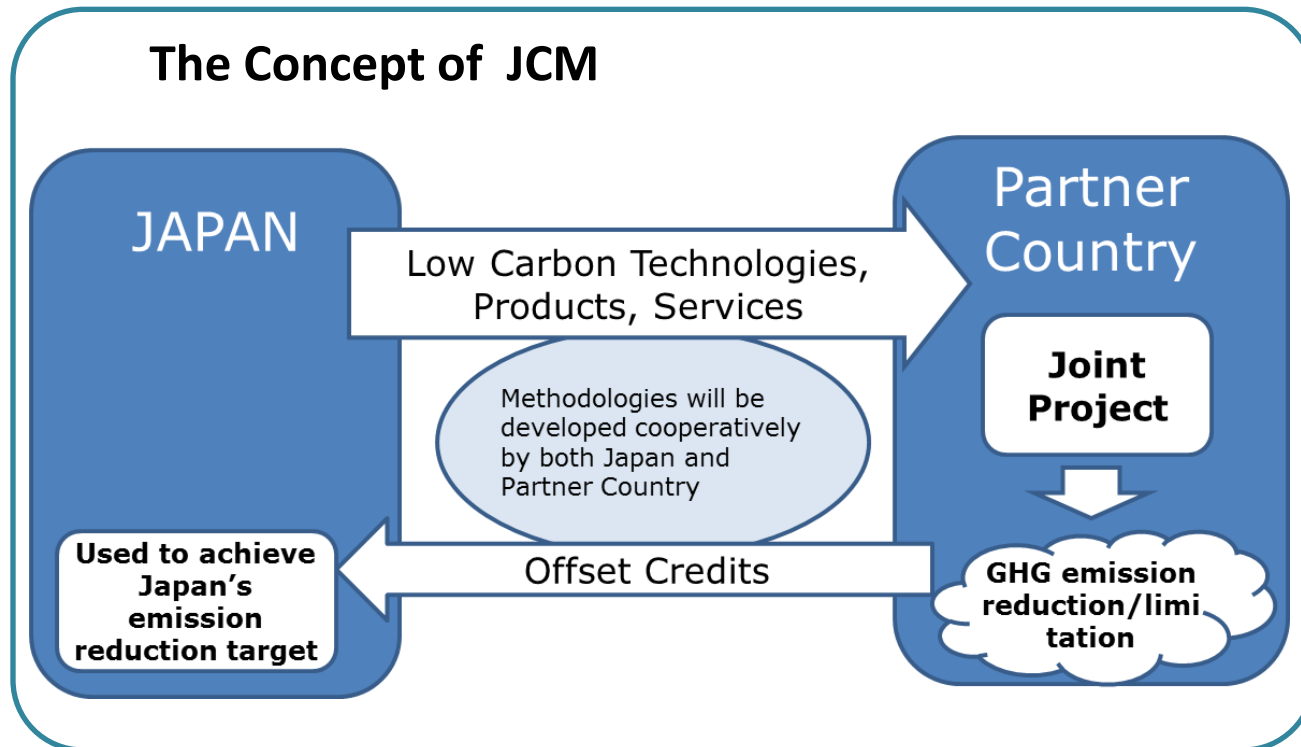 The Concept of JCM
JAPAN
Partner
Country
Low Carbon Technologies,
Products, Services
Joint
Project
Methodologies will be
developed cooperatively
by both Japan and
Partner Country
Used to achieve
Japan’s
emission
reduction target
Offset Credits
GHG emission
reduction/limi
tation